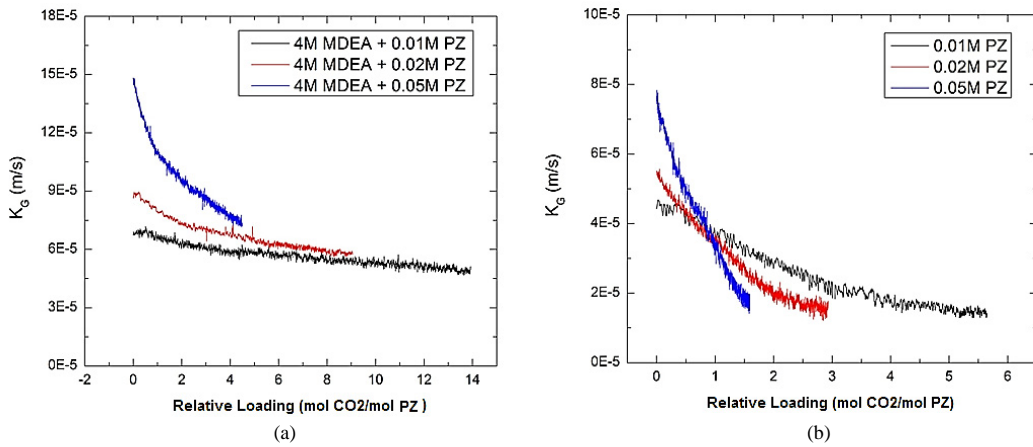 18E-5
15E-5
12E-5
9E-5
6E-5
3E-5
0E-5
K_G (m/s)
4M MDEA + 0.01M PZ
4M MDEA + 0.02M PZ
4M MDEA + 0.05M PZ
-2 0 2 4 6 8 10 12 14
Relative Loading (mol CO2/mol PZ )
(a)
10E-5
8E-5
6E-5
4E-5
2E-5
0E-5
K_G (m/s)
0.01M PZ
0.02M PZ
0.05M PZ
0 1 2 3 4 5 6
Relative Loading (mol CO2/mol PZ)
(b)